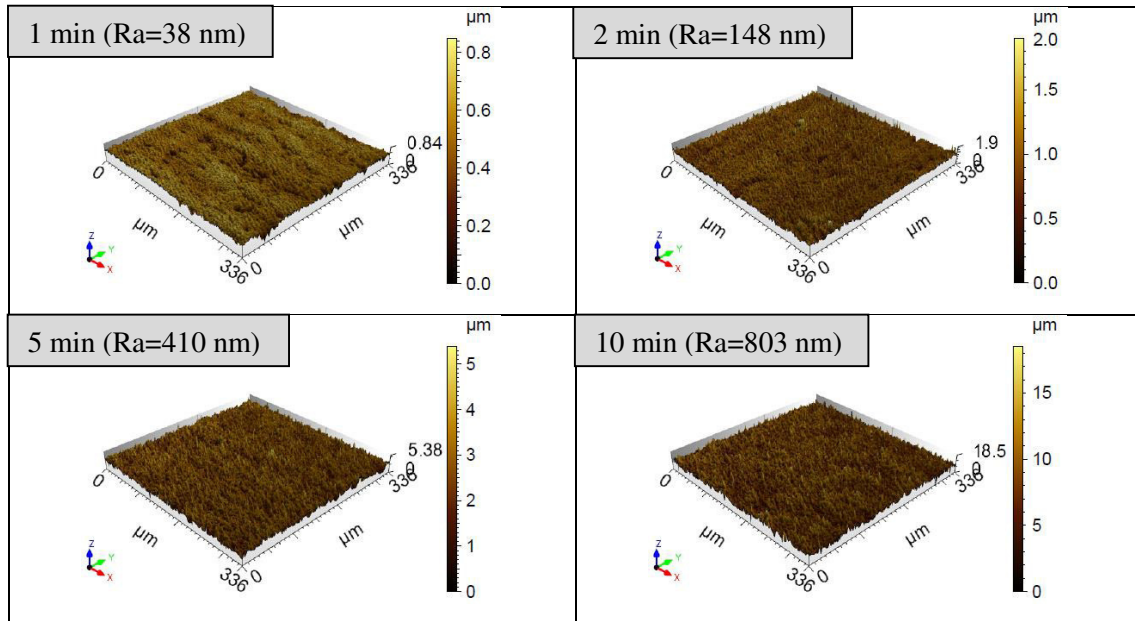 1 min (Ra=38 nm)
µm
0.8
0.6
0.4
0.2
0.0
0.84
0
336
0
µm
µm
336
0
Z
Y
X
2 min (Ra=148 nm)
µm
2.0
1.5
1.0
0.5
0.0
1.9
0
336
0
µm
µm
336
0
Z
Y
X
5 min (Ra=410 nm)
µm
5
4
3
2
1
0
5.38
0
336
0
µm
µm
336
0
Z
Y
X
10 min (Ra=803 nm)
µm
15
10
5
0
18.5
0
336
0
µm
µm
336
0
Z
Y
X